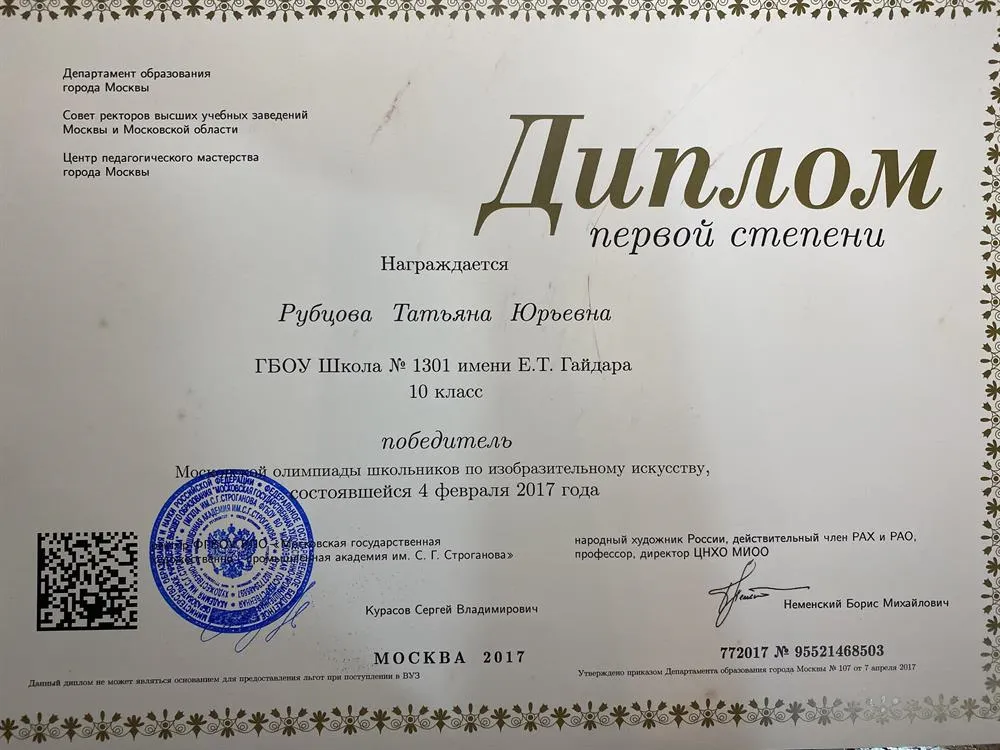 Департамент образования
города Москвы
Совет ректоров высших учебных заведений
Москвы и Московской области
Центр педагогического мастерства
города Москвы
Диплом
первой степени
Награждается
Рубцова Татьяна Юрьевна
ГБОУ Школа № 1301 имени Е.Т. Гайдара
10 класс
победитель
Московской олимпиады школьников по изобразительному искусству,
состоявшейся 4 февраля 2017 года
«Московская государственная
промышленная академия им. С. Г. Строганова»
Курасов Сергей Владимирович
народный художник России, действительный член РАХ и РАО,
профессор, директор ЦНХО МИОО
Неменский Борис Михайлович
МОСКВА 2017
772017 № 95521468503
Данный диплом не может являться основанием для предоставления льгот при поступлении в ВУЗ
Утверждено приказом Департамента образования города Москвы № 107 от 7 апреля 2017